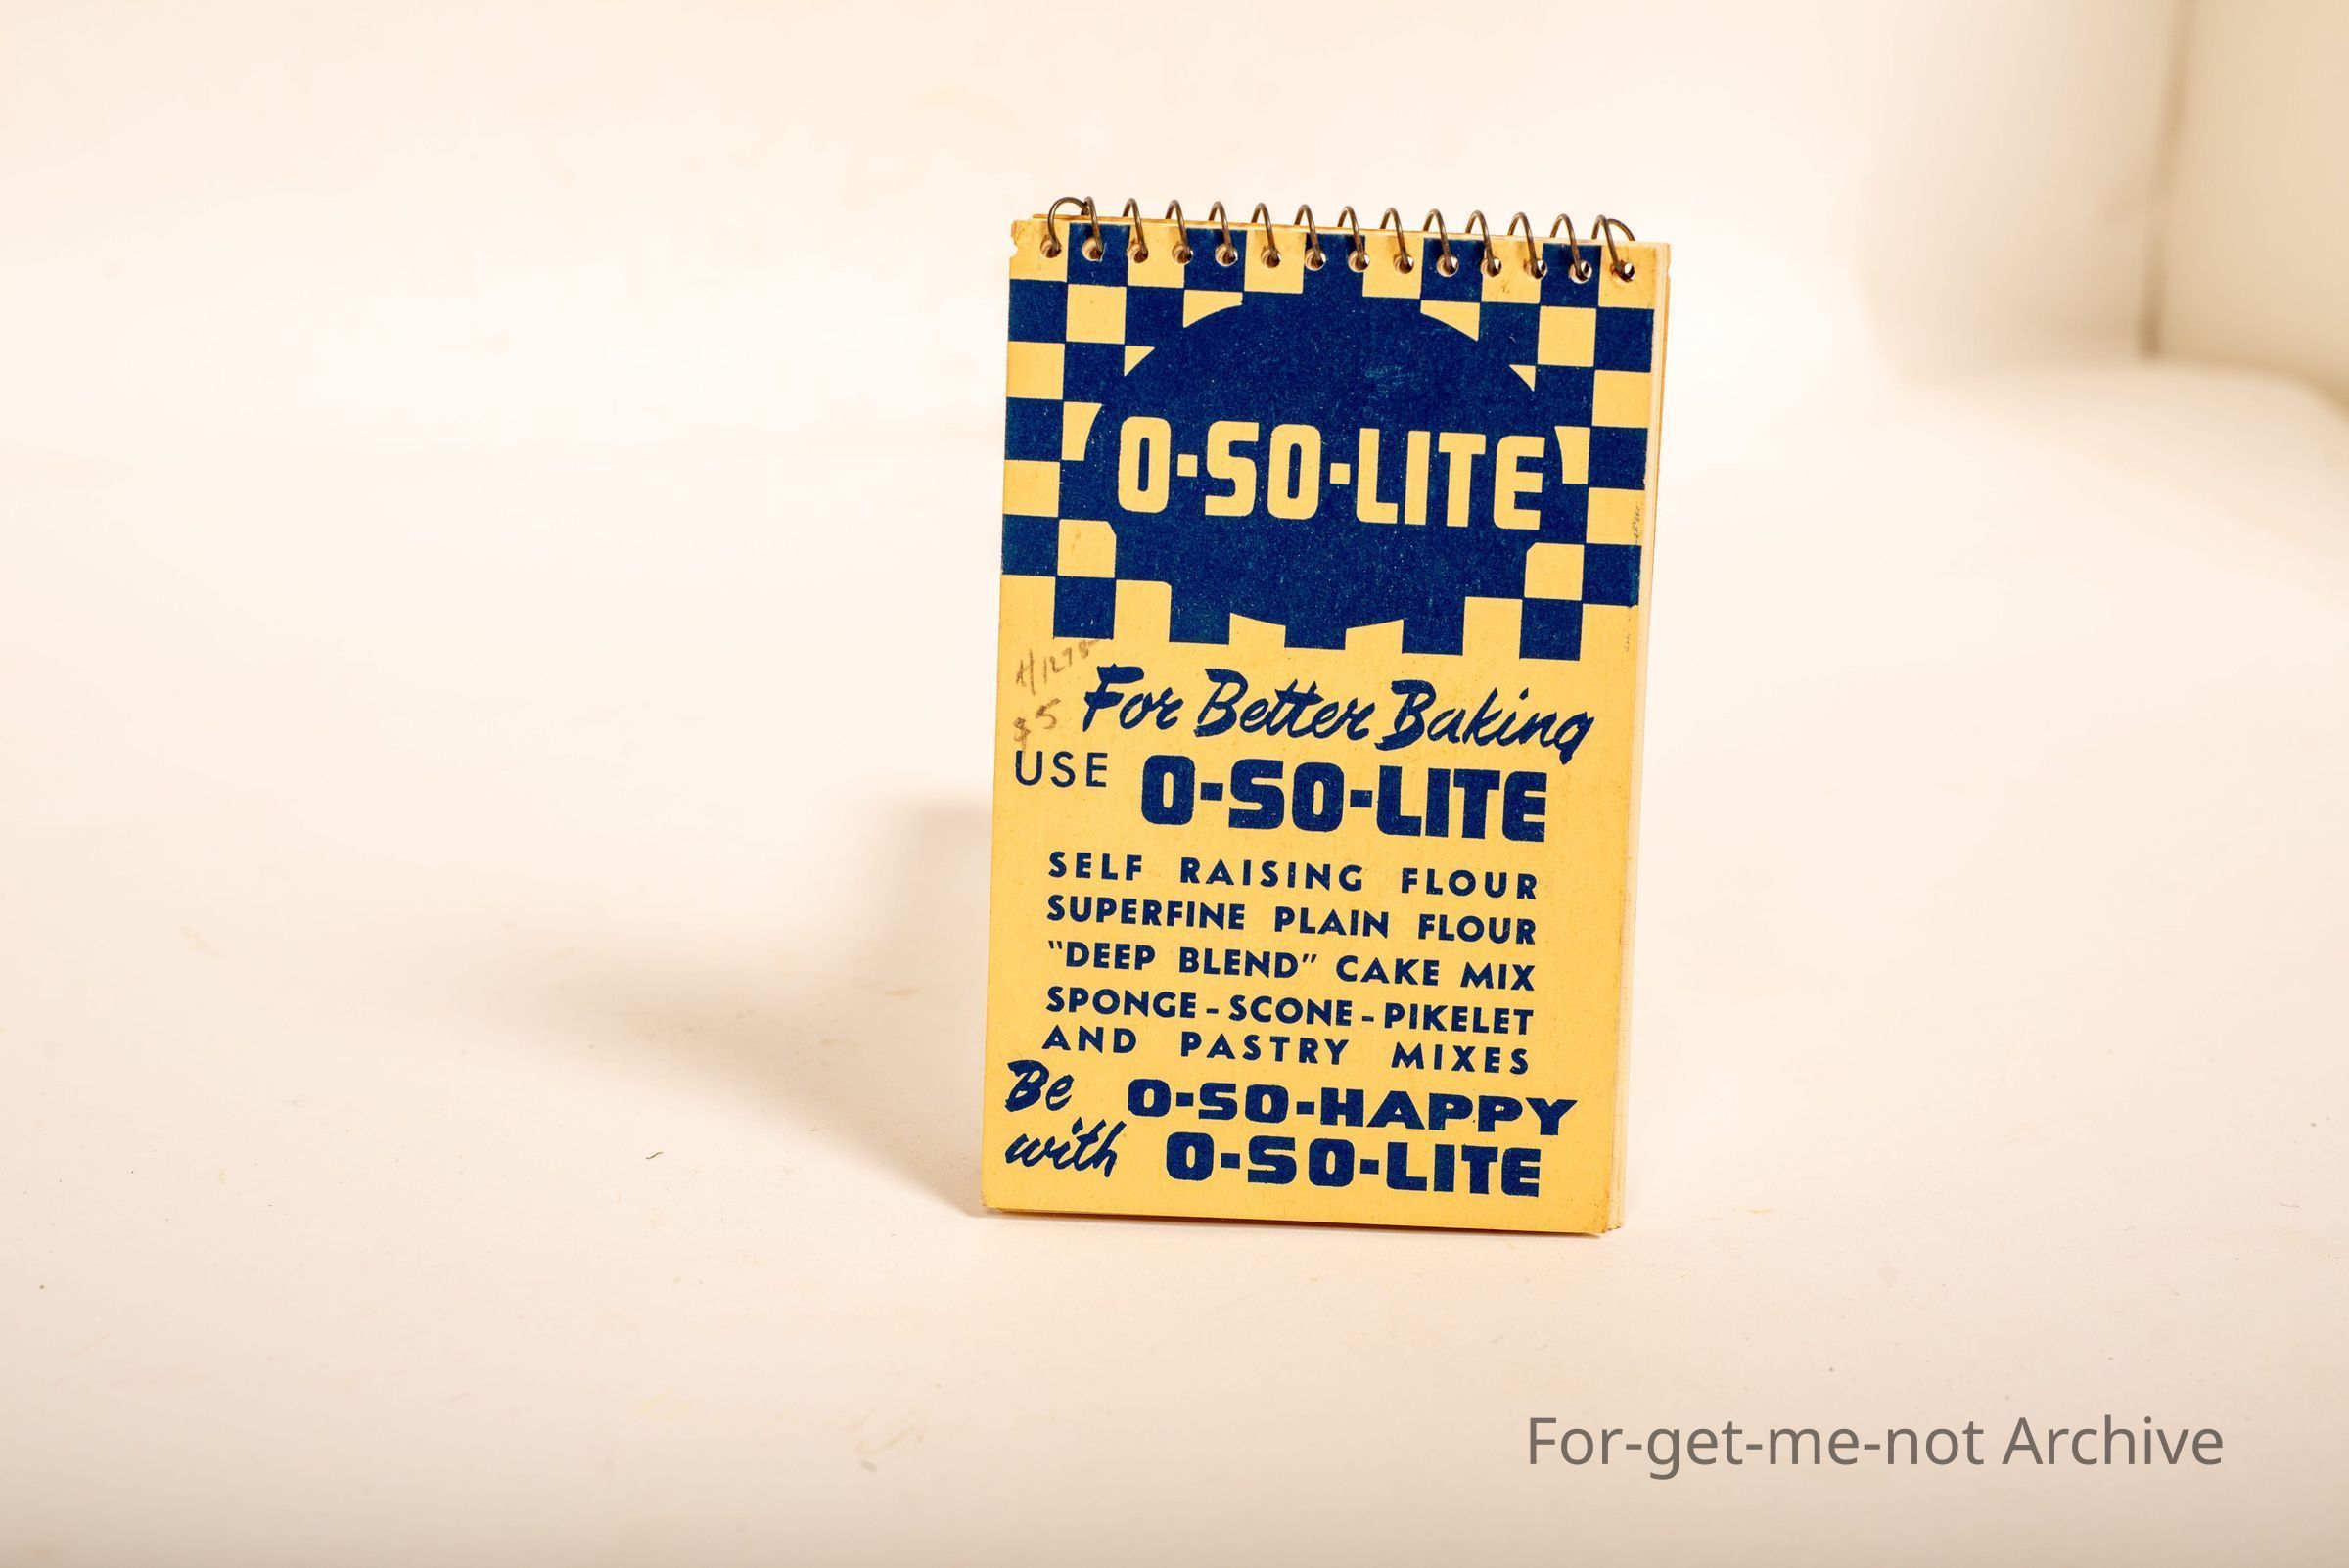 O-SO-LITE
For Better Baking
USE O-SO-LITE
SELF RAISING FLOUR
SUPERFINE PLAIN FLOUR
"DEEP BLEND" CAKE MIX
SPONGE - SCONE - PIKELET
AND PASTRY MIXES
Be O-SO-HAPPY
with O-SO-LITE
For-get-me-not Archive